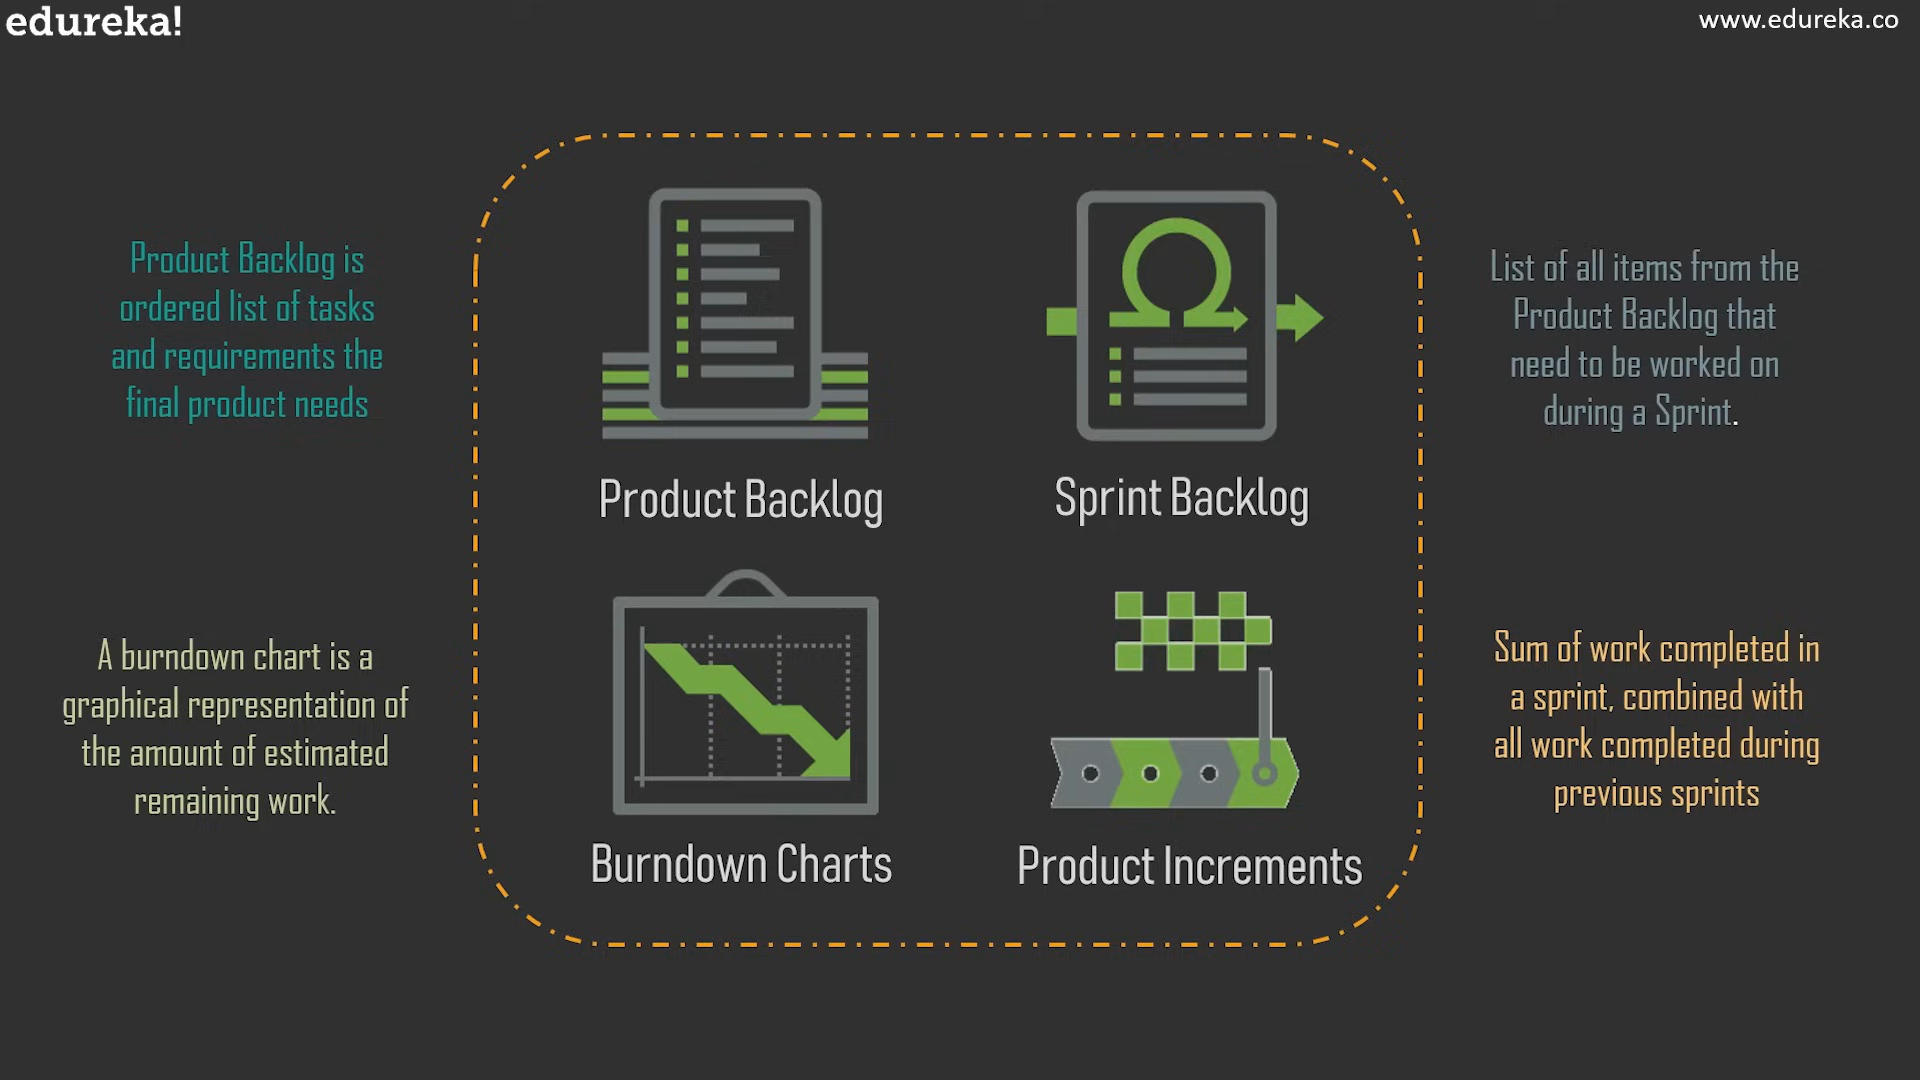 edureka!
www.edureka.co
Product Backlog is
ordered list of tasks
and requirements the
final product needs
Product Backlog
Sprint Backlog
List of all items from the
Product Backlog that
need to be worked on
during a Sprint.
A burndown chart is a
graphical representation of
the amount of estimated
remaining work.
Burndown Charts
Product Increments
Sum of work completed in
a sprint, combined with
all work completed during
previous sprints